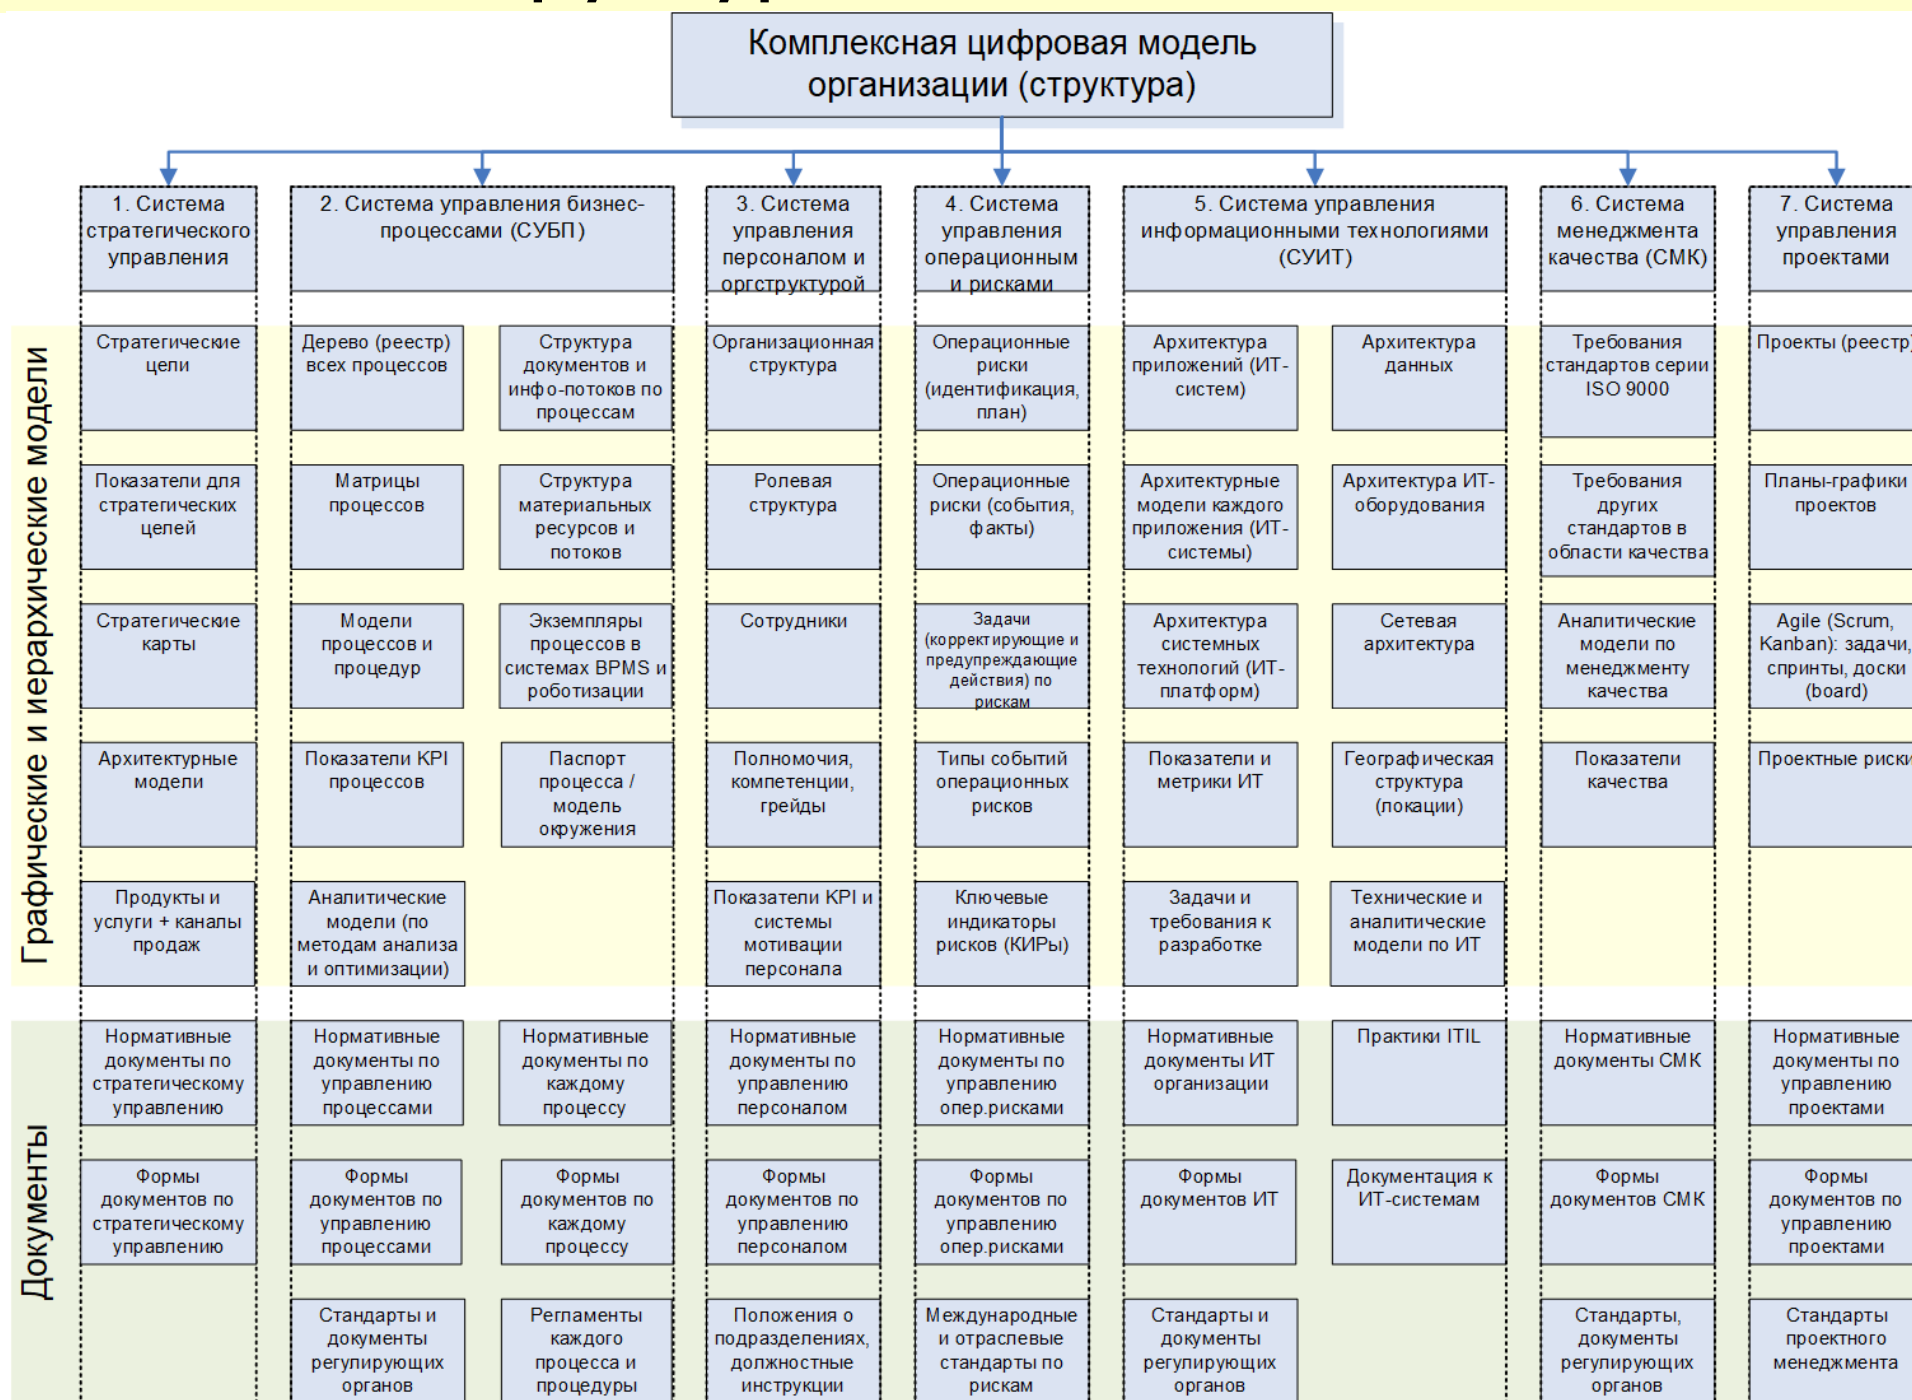 Комплексная цифровая модель
организации (структура)
1. Система
стратегического
управления
2. Система управления бизнес-
процессами (СУБП)
3. Система
управления
персоналом и
оргструктурой
4. Система
управления
операционным
и рисками
5. Система управления
информационными технологиями
(СУИТ)
6. Система
менеджмента
качества (СМК)
7. Система
управления
проектами
Графические и иерархические модели
Стратегические
цели
Дерево (реестр)
всех процессов
Структура
документов и
инфо-потоков по
процессам
Организационная
структура
Операционные
риски
(идентификация,
план)
Архитектура
приложений (ИТ-
систем)
Архитектура
данных
Требования
стандартов серии
ISO 9000
Проекты (реестр)
Показатели для
стратегических
целей
Матрицы
процессов
Структура
материальных
ресурсов и
потоков
Ролевая
структура
Операционные
риски (события,
факты)
Архитектурные
модели каждого
приложения (ИТ-
системы)
Архитектура ИТ-
оборудования
Требования
других
стандартов в
области качества
Планы-графики
проектов
Стратегические
карты
Модели
процессов и
процедур
Экземпляры
процессов в
системах BPMS и
роботизации
Сотрудники
Задачи
(корректирующие и
предупреждающие
действия) по
рискам
Архитектура
системных
технологий (ИТ-
платформ)
Сетевая
архитектура
Аналитические
модели по
менеджменту
качества
Agile (Scrum,
Kanban): задачи,
спринты, доски
(board)
Архитектурные
модели
Показатели KPI
процессов
Паспорт
процесса /
модель
окружения
Полномочия,
компетенции,
грейды
Типы событий
операционных
рисков
Показатели и
метрики ИТ
Географическая
структура
(локации)
Показатели
качества
Проектные риски
Продукты и
услуги + каналы
продаж
Аналитические
модели (по
методам анализа
и оптимизации)
Показатели KPI и
системы
мотивации
персонала
Ключевые
индикаторы
рисков (КИРы)
Задачи и
требования к
разработке
Технические и
аналитические
модели по ИТ
Документы
Нормативные
документы по
стратегическому
управлению
Нормативные
документы по
управлению
процессами
Нормативные
документы по
каждому
процессу
Нормативные
документы по
управлению
персоналом
Нормативные
документы по
управлению
опер.рисками
Нормативные
документы ИТ
организации
Практики ITIL
Нормативные
документы СМК
Нормативные
документы по
управлению
проектами
Формы
документов по
стратегическому
управлению
Формы
документов по
управлению
процессами
Формы
документов по
каждому
процессу
Формы
документов по
управлению
персоналом
Формы
документов по
управлению
опер.рисками
Формы
документов ИТ
Документация к
ИТ-системам
Формы
документов СМК
Формы
документов по
управлению
проектами
Стандарты и
документы
регулирующих
органов
Регламенты
каждого
процесса и
процедуры
Положения о
подразделениях,
должностные
инструкции
Международные
и отраслевые
стандарты по
рискам
Стандарты и
документы
регулирующих
органов
Стандарты,
документы
регулирующих
органов
Стандарты
проектного
менеджмента